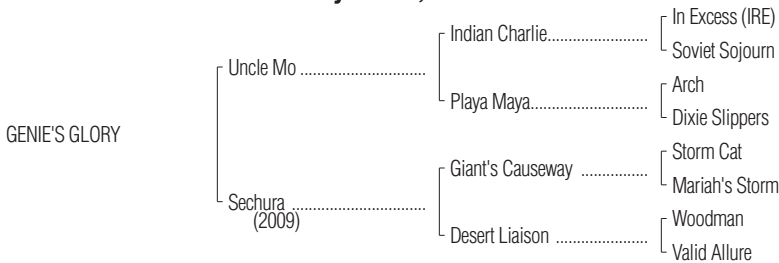 In Excess (IRE)
Indian Charlie
Soviet Sojourn
Uncle Mo
Arch
Playa Maya
Dixie Slippers
GENIE'S GLORY
Storm Cat
Giant's Causeway
Mariah's Storm
Sechura
(2009)
Woodman
Desert Liaison
Valid Allure